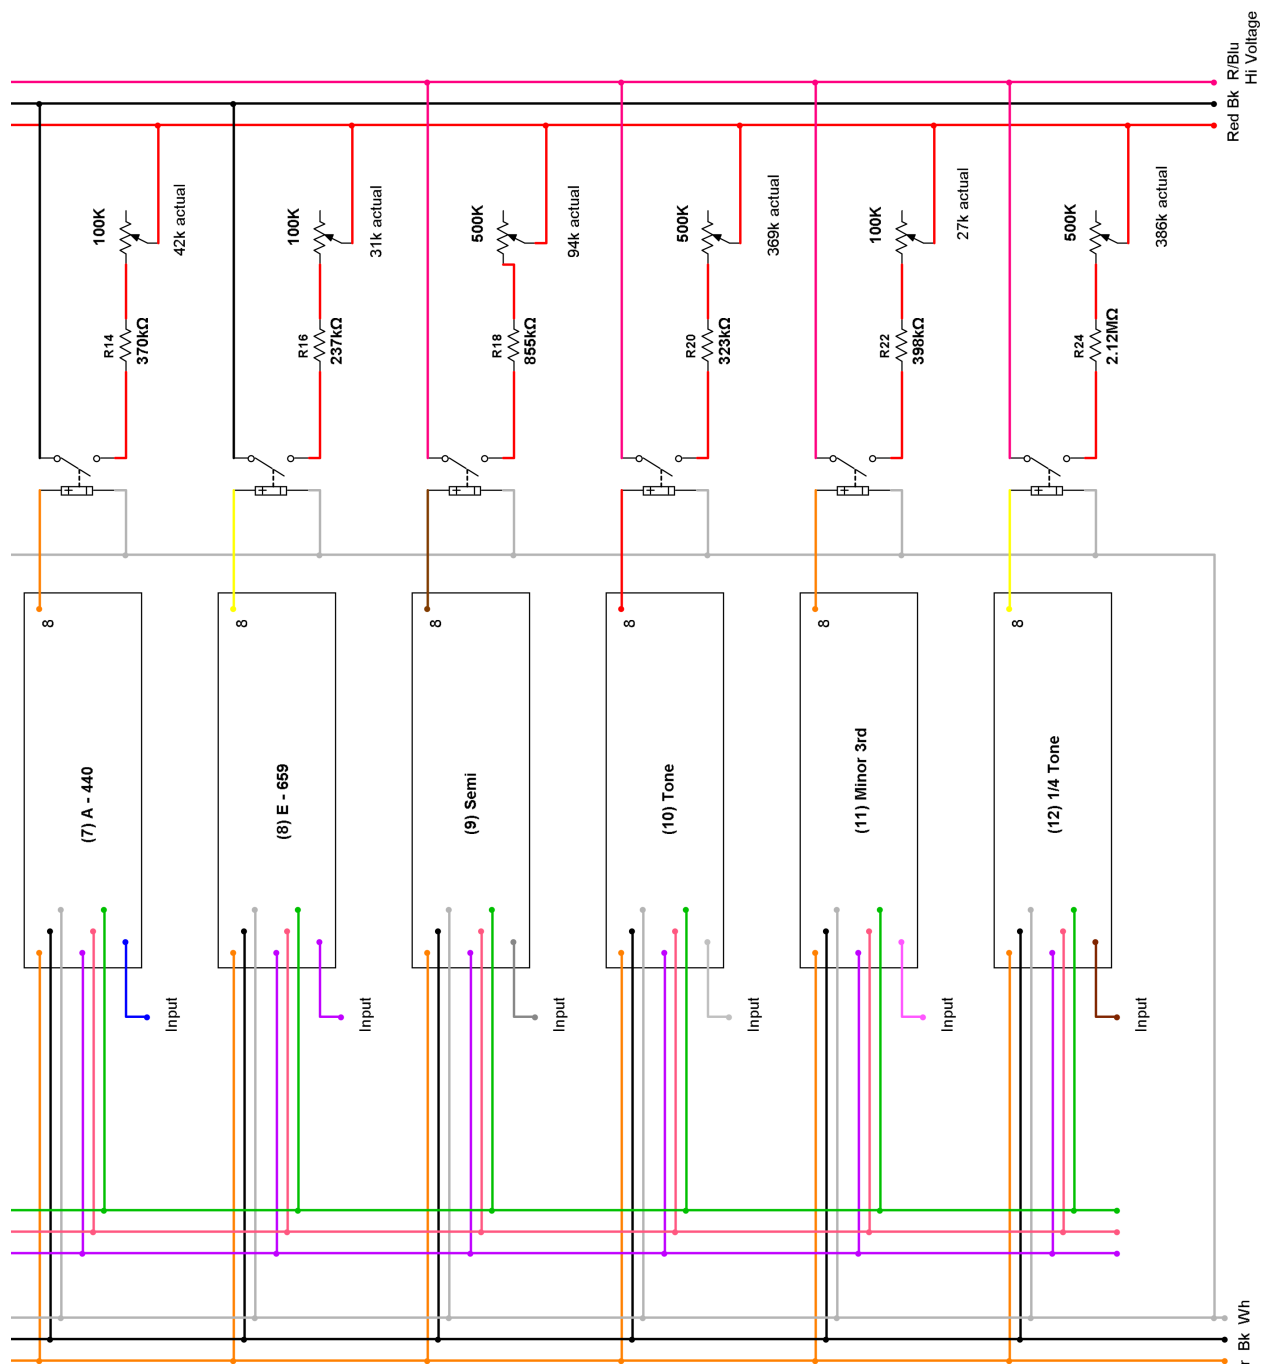 R/Blu
Hi Voltage
Bk
Red
100K
42k actual
R14
370kΩ
100K
31k actual
R16
237kΩ
500K
94k actual
R18
855kΩ
500K
369k actual
R20
323kΩ
100K
27k actual
R22
398kΩ
500K
386k actual
R24
2.12MΩ
8
(7) A - 440
Input
8
(8) E - 659
Input
8
(9) Semi
Input
8
(10) Tone
Input
8
(11) Minor 3rd
Input
8
(12) 1/4 Tone
Input
Wh
Bk